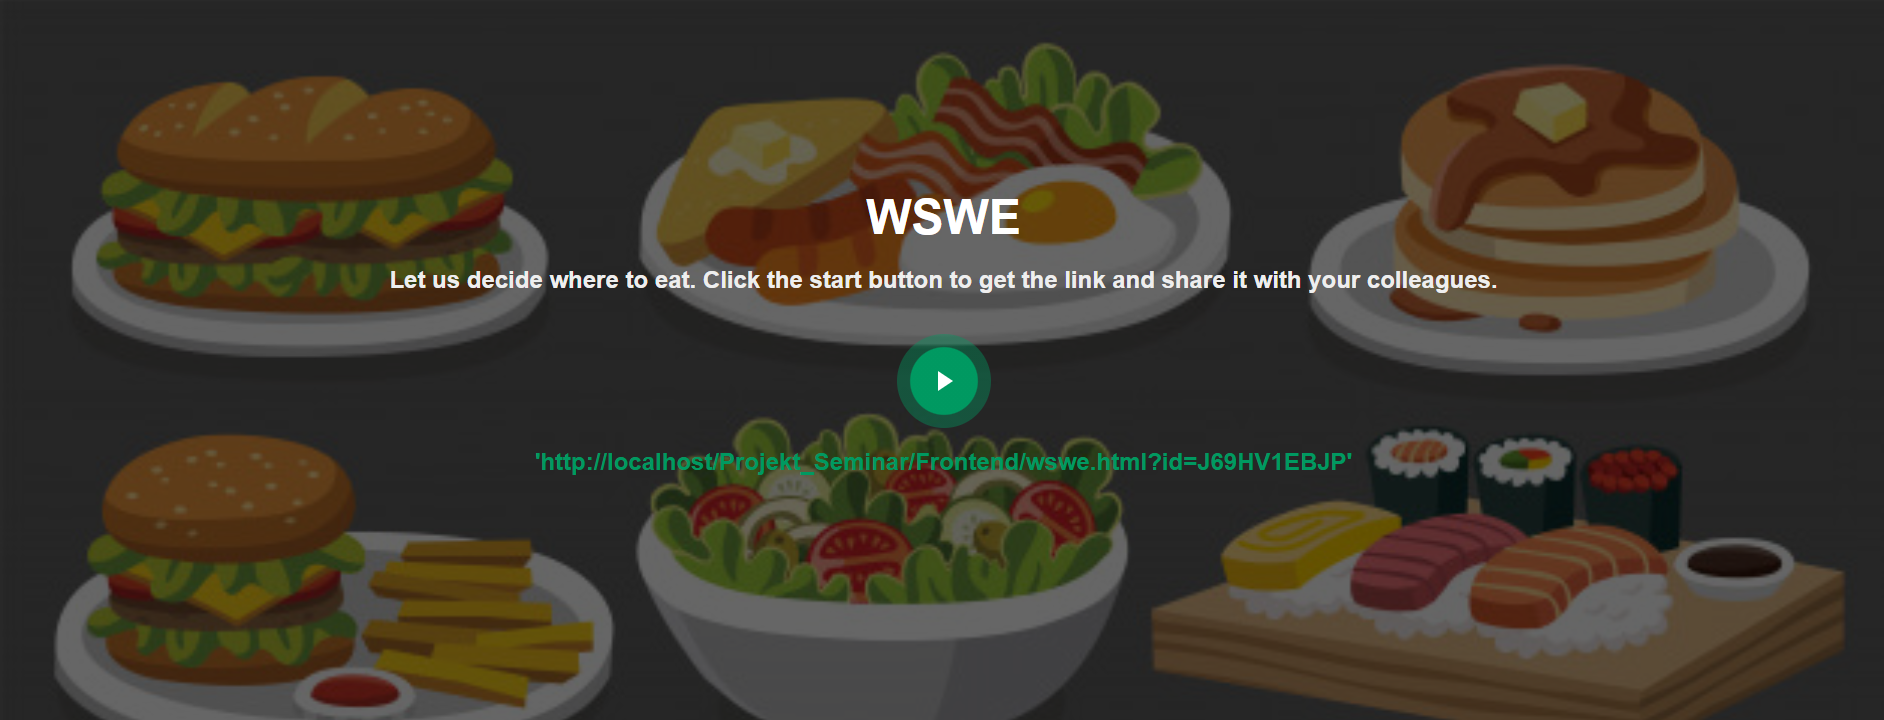 WSWE
Let us decide where to eat. Click the start button to get the link and share it with your colleagues.
'http://localhost/Projekt_Seminar/Frontend/wswe.html?id=J69HV1EBJP'